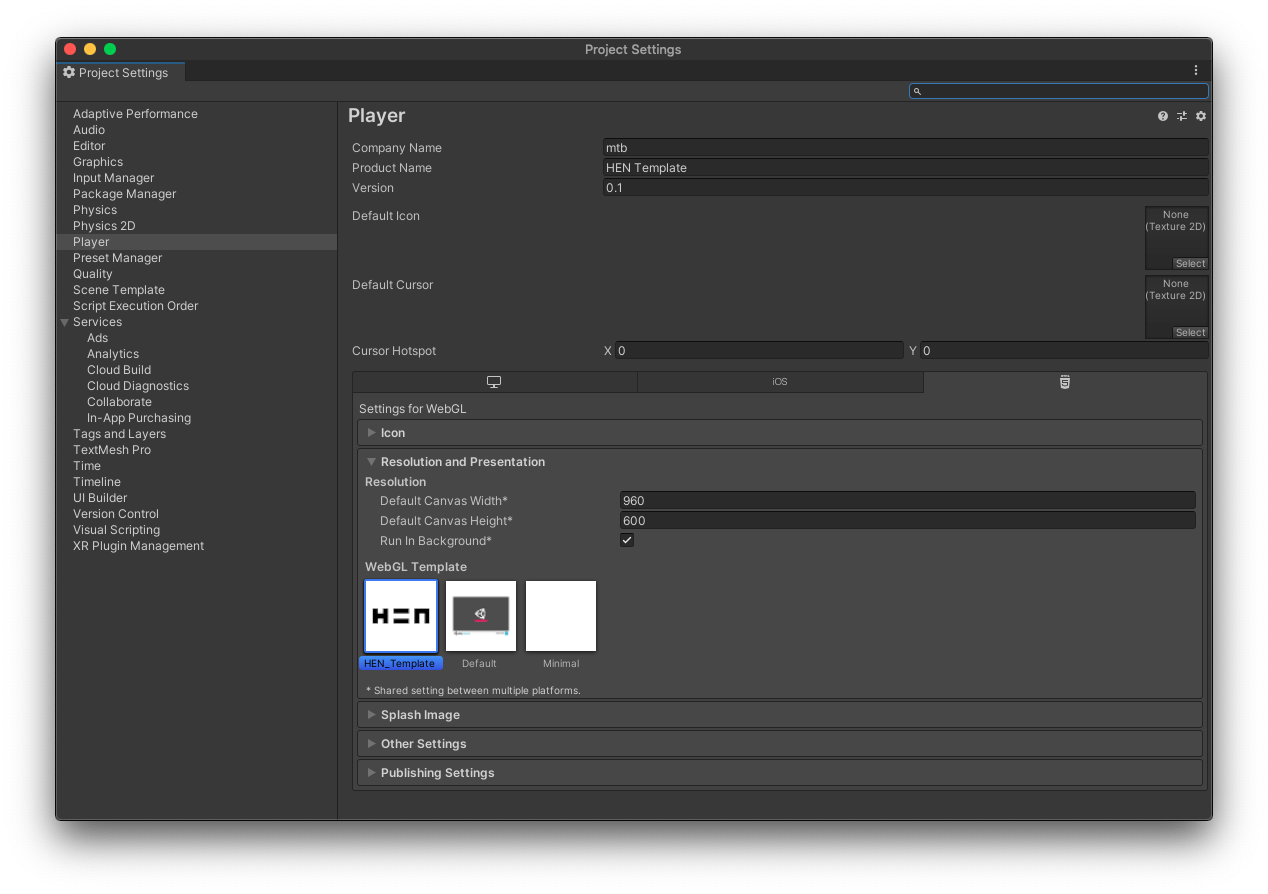 Project Settings
Project Settings
Adaptive Performance
Audio
Editor
Graphics
Input Manager
Package Manager
Physics
Physics 2D
Player
Preset Manager
Quality
Scene Template
Script Execution Order
Services
Ads
Analytics
Cloud Build
Cloud Diagnostics
Collaborate
In-App Purchasing
Tags and Layers
TextMesh Pro
Time
Timeline
UI Builder
Version Control
Visual Scripting
XR Plugin Management
Player
Company Name mtb
Product Name HEN Template
Version 0.1
Default Icon
None
(Texture 2D)
Select
Default Cursor
None
(Texture 2D)
Select
Cursor Hotspot X 0 Y 0
iOS
Settings for WebGL
Icon
Resolution and Presentation
Resolution
Default Canvas Width* 960
Default Canvas Height* 600
Run In Background*
WebGL Template
HEN
HEN_Template Default Minimal
* Shared setting between multiple platforms.
Splash Image
Other Settings
Publishing Settings